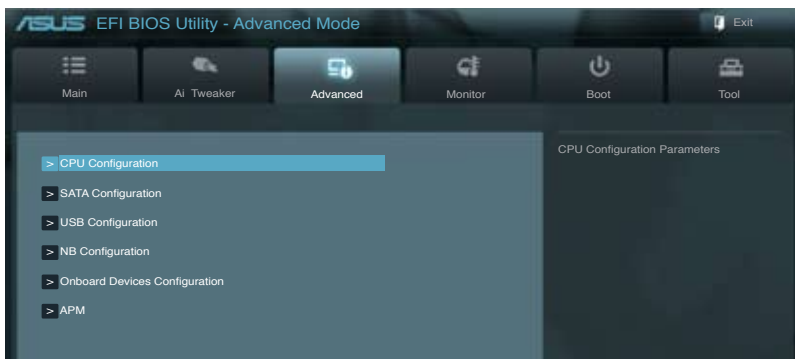 ASUS EFI BIOS Utility - Advanced Mode Exit
Main Ai Tweaker Advanced Monitor Boot Tool
> CPU Configuration
CPU Configuration Parameters
> SATA Configuration
> USB Configuration
> NB Configuration
> Onboard Devices Configuration
> APM